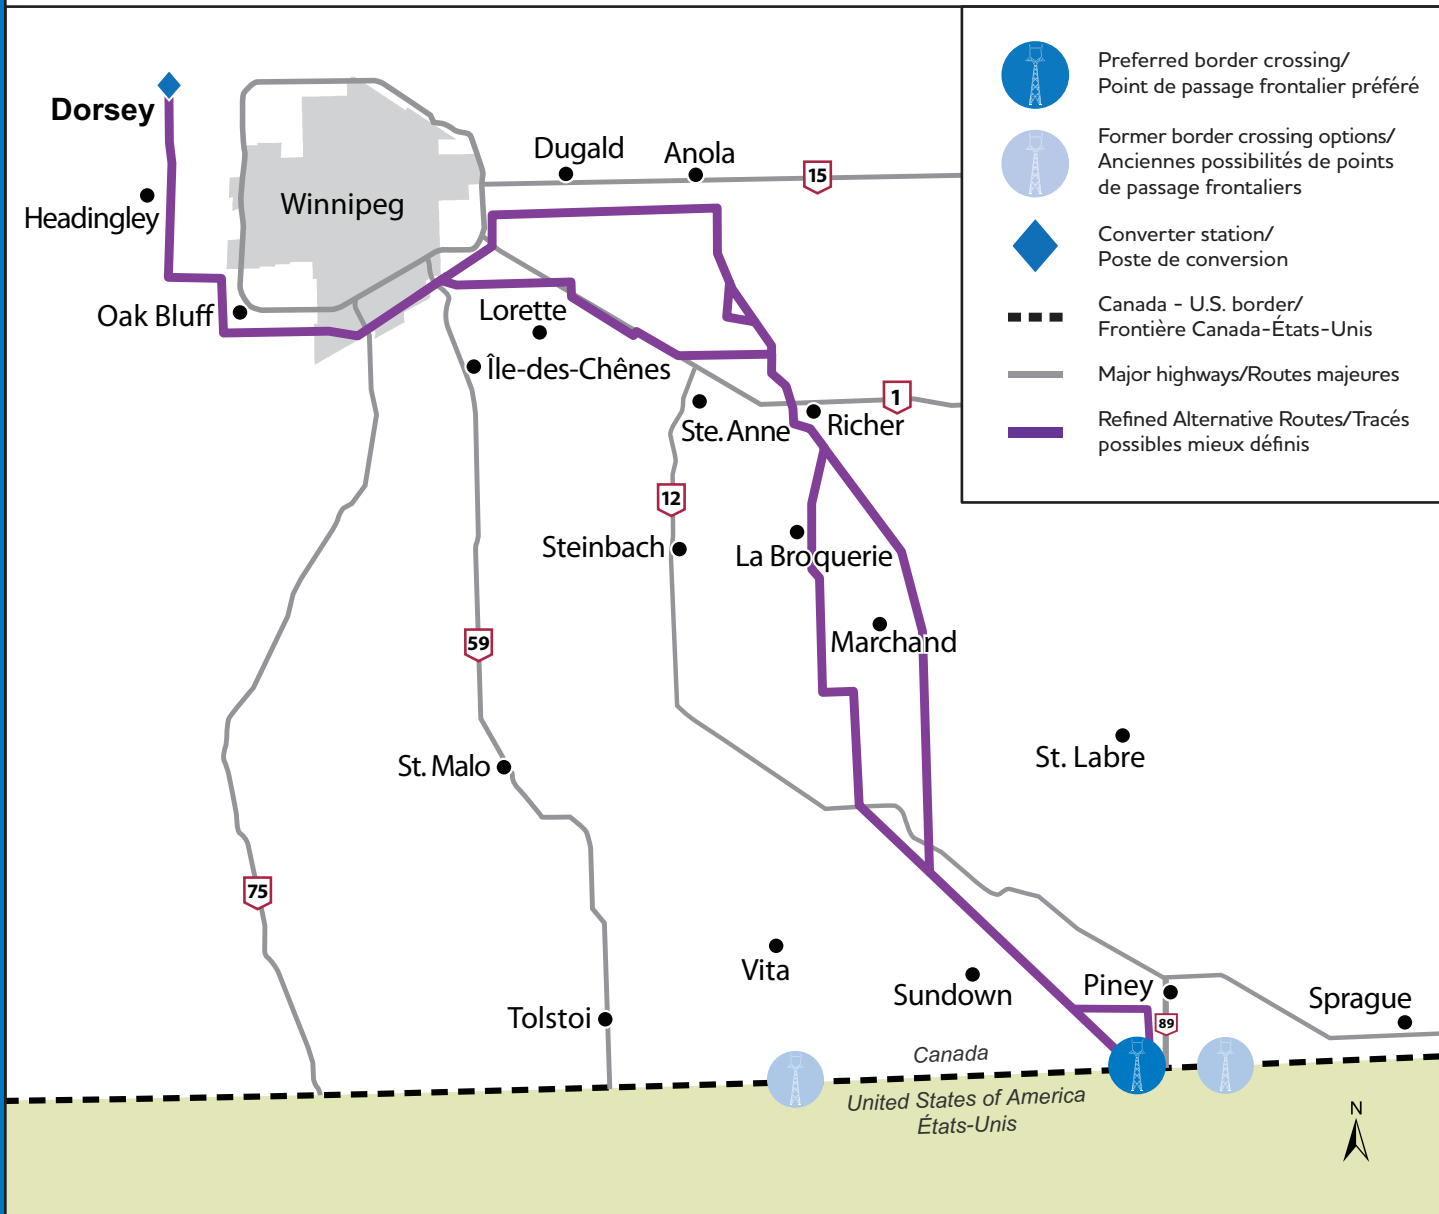 Preferred border crossing/
Point de passage frontalier préféré
Former border crossing options/
Anciennes possibilités de points
de passage frontaliers
Converter station/
Poste de conversion
Canada - U.S. border/
Frontière Canada-États-Unis
Major highways/Routes majeures
Refined Alternative Routes/Tracés
possibles mieux définis
Dorsey
Dugald
Anola
15
Headingley
Winnipeg
Oak Bluff
Lorette
Île-des-Chênes
1
Ste. Anne
Richer
12
Steinbach
La Broquerie
59
Marchand
St. Labre
St. Malo
75
Vita
Sundown
Piney
Sprague
Tolstoi
89
Canada
United States of America
États-Unis
N